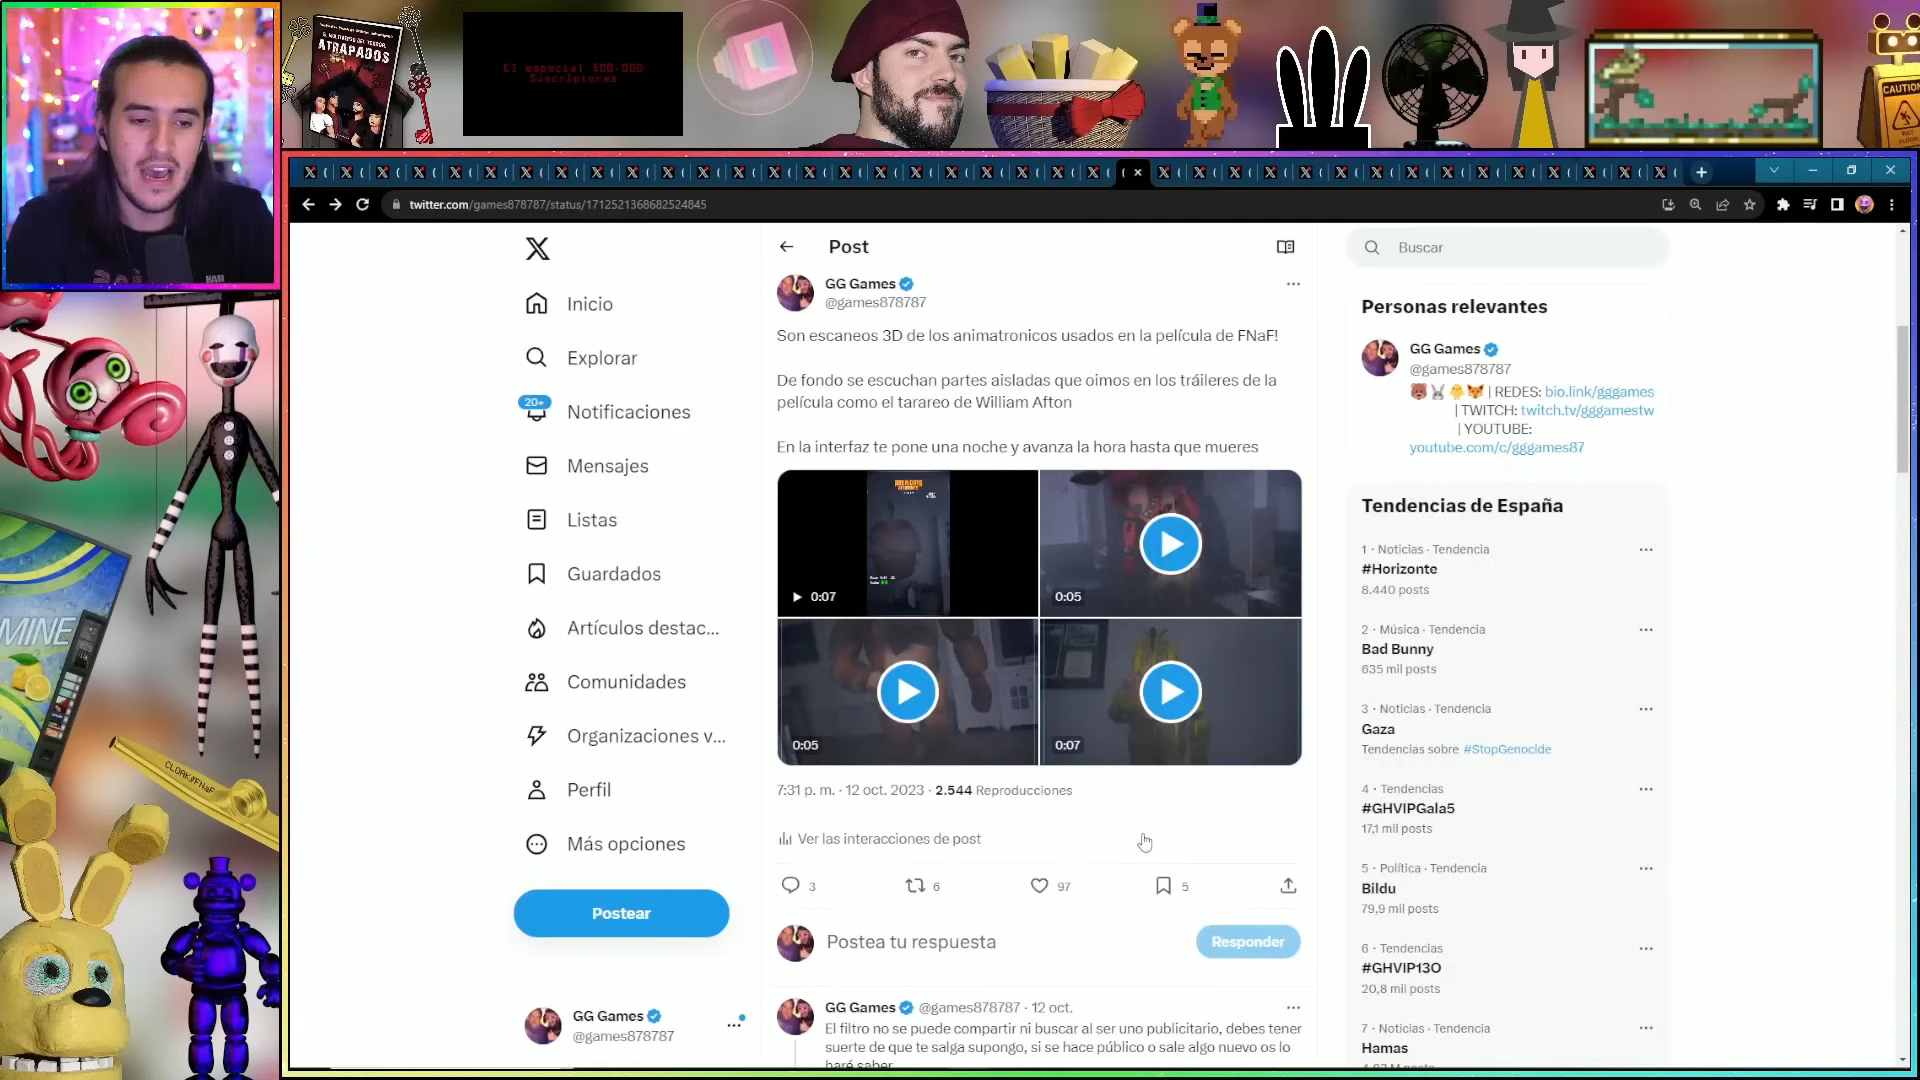 ATRAPADOS
El especial 500.000
Suscriptores
CAUTION
twitter.com/games878787/status/1712521368682524845
Post
Buscar
GG Games
@games878787
Son escaneos 3D de los animatronicos usados en la película de FNaF!
De fondo se escuchan partes aisladas que oimos en los tráileres de la
película como el tarareo de William Afton
En la interfaz te pone una noche y avanza la hora hasta que mueres
0:07
0:05
0:05
0:07
7:31 p. m. · 12 oct. 2023 · 2.544 Reproducciones
Ver las interacciones de post
3
6
97
5
Postea tu respuesta
Responder
GG Games @games878787 · 12 oct.
El filtro no se puede compartir ni buscar al ser uno publicitario, debes tener
suerte de que te salga supongo, si se hace público o sale algo nuevo os lo
haré saber
Inicio
Explorar
20+
Notificaciones
Mensajes
Listas
Guardados
Artículos destac...
Comunidades
Organizaciones v...
Perfil
Más opciones
Postear
GG Games
@games878787
Personas relevantes
GG Games
@games878787
| REDES: bio.link/gggames
| TWITCH: twitch.tv/gggamestw
| YOUTUBE:
youtube.com/c/gggames87
Tendencias de España
1 · Noticias · Tendencia
#Horizonte
8.440 posts
2 · Música · Tendencia
Bad Bunny
635 mil posts
3 · Noticias · Tendencia
Gaza
Tendencias sobre #StopGenocide
4 · Tendencias
#GHVIPGala5
17,1 mil posts
5 · Política · Tendencia
Bildu
79,9 mil posts
6 · Tendencias
#GHVIP13O
20,8 mil posts
7 · Noticias · Tendencia
Hamas
MINE
CLOAK//FNaF